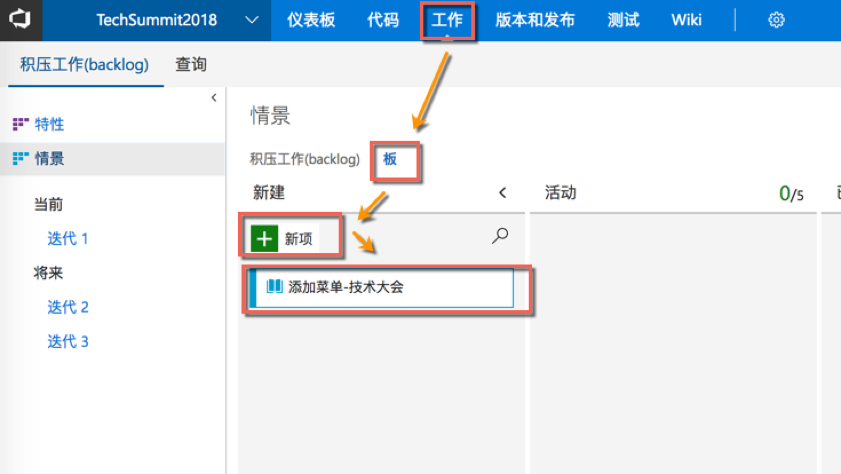 TechSummit2018 仪表板 代码 工作 版本和发布 测试 Wiki
积压工作(backlog) 查询
特性
情景
当前
迭代 1
将来
迭代 2
迭代 3
情景
积压工作(backlog) 板
新建 活动 0/5
新项
添加菜单-技术大会